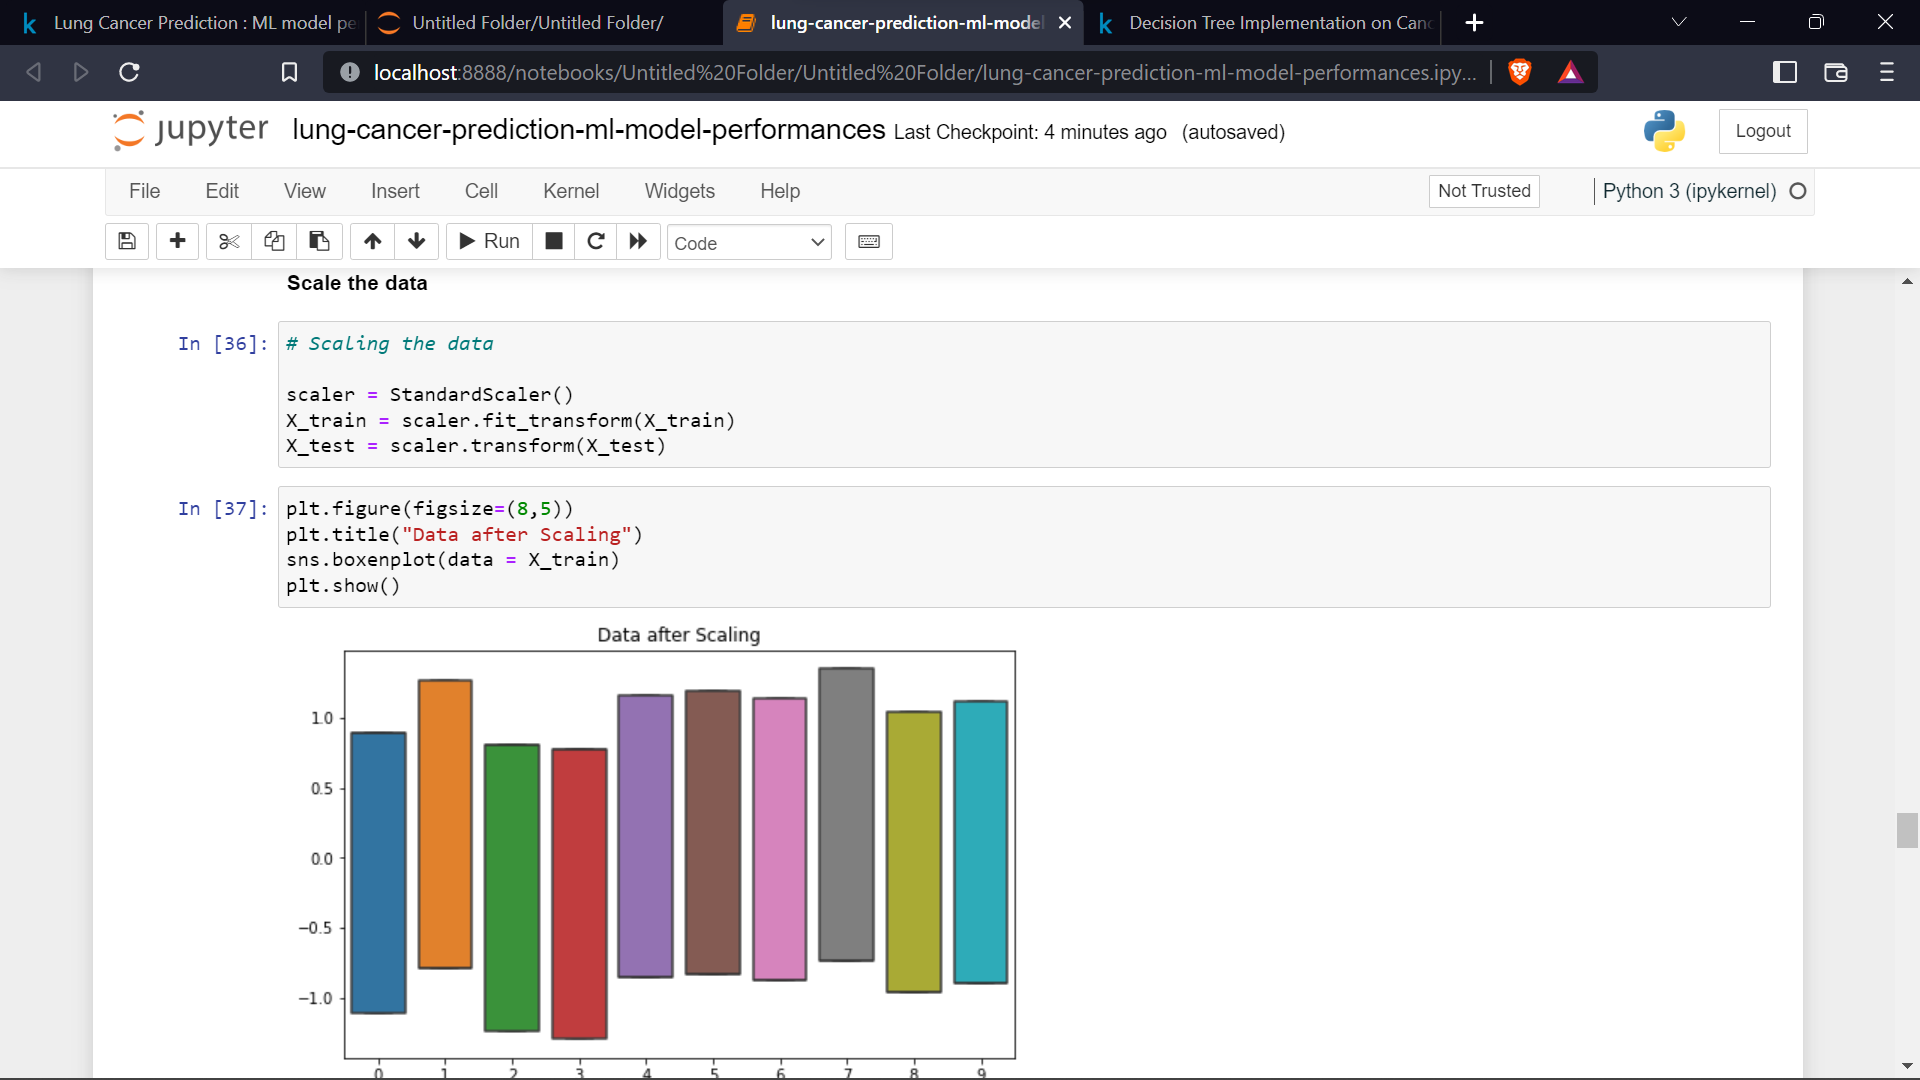 Lung Cancer Prediction : ML model pe
Untitled Folder/Untitled Folder/
lung-cancer-prediction-ml-model
Decision Tree Implementation on Canc
localhost:8888/notebooks/Untitled%20Folder/Untitled%20Folder/lung-cancer-prediction-ml-model-performances.ipy...
jupyter lung-cancer-prediction-ml-model-performances Last Checkpoint: 4 minutes ago (autosaved)
Logout
File Edit View Insert Cell Kernel Widgets Help
Not Trusted
Python 3 (ipykernel)
Run
Code
Scale the data
In [36]: # Scaling the data
scaler = StandardScaler()
X_train = scaler.fit_transform(X_train)
X_test = scaler.transform(X_test)
In [37]: plt.figure(figsize=(8,5))
plt.title("Data after Scaling")
sns.boxenplot(data = X_train)
plt.show()
Data after Scaling
1.0
0.5
0.0
−0.5
−1.0
0 1 2 3 4 5 6 7 8 9